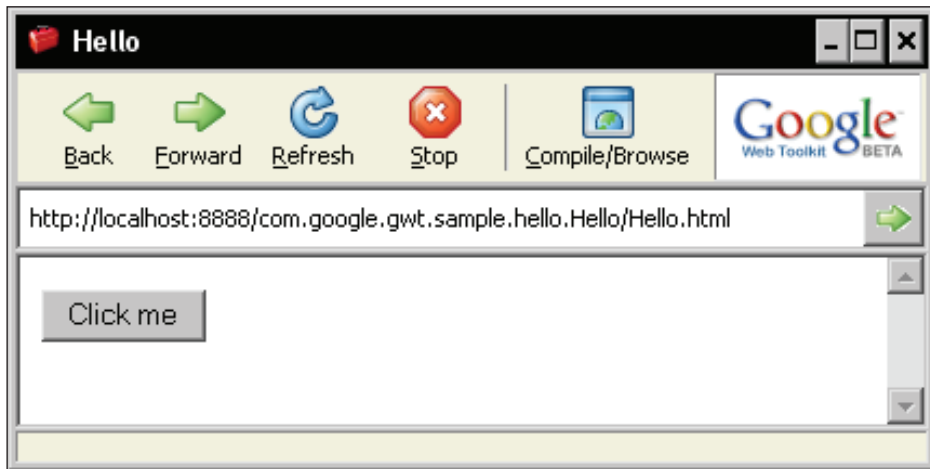 Hello
Back Forward Refresh Stop Compile/Browse
Google
Web Toolkit BETA
http://localhost:8888/com.google.gwt.sample.hello.Hello/Hello.html
Click me